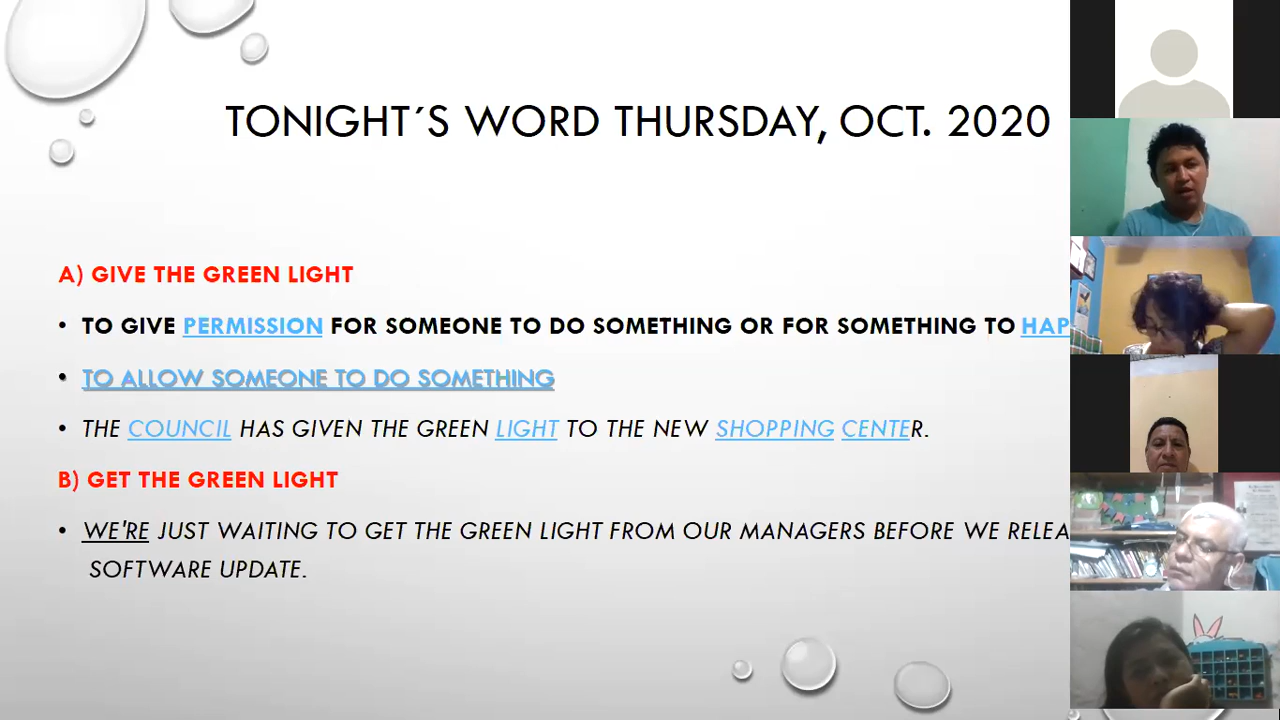 TONIGHT´S WORD THURSDAY, OCT. 2020
A) GIVE THE GREEN LIGHT
• TO GIVE PERMISSION FOR SOMEONE TO DO SOMETHING OR FOR SOMETHING TO
• TO ALLOW SOMEONE TO DO SOMETHING
• THE COUNCIL HAS GIVEN THE GREEN LIGHT TO THE NEW SHOPPING CENTER.
B) GET THE GREEN LIGHT
• WE'RE JUST WAITING TO GET THE GREEN LIGHT FROM OUR MANAGERS BEFORE WE
SOFTWARE UPDATE.